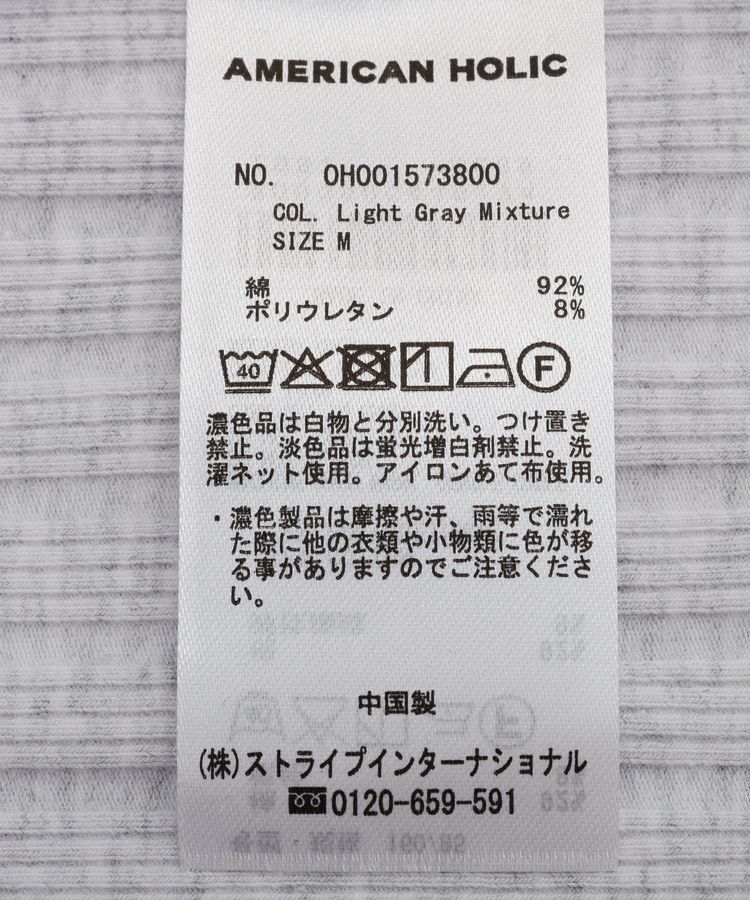 AMERICAN HOLIC
NO. 0H001573800
COL. Light Gray Mixture
SIZE M
綿 92%
ポリウレタン 8%
40 F
濃色品は白物と分別洗い。つけ置き
禁止。淡色品は蛍光増白剤禁止。洗
濯ネット使用。アイロンあて布使用。
・濃色製品は摩擦や汗、雨等で濡れ
た際に他の衣類や小物類に色が移
る事がありますのでご注意くださ
い。
中国製
(株)ストライプインターナショナル
0120-659-591